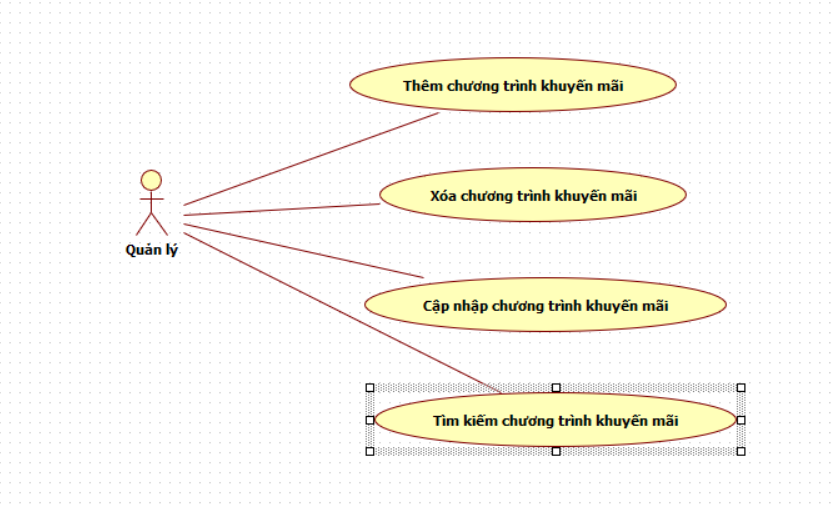 Thêm chương trình khuyến mãi
Xóa chương trình khuyến mãi
Quản lý
Cập nhập chương trình khuyến mãi
Tìm kiếm chương trình khuyến mãi